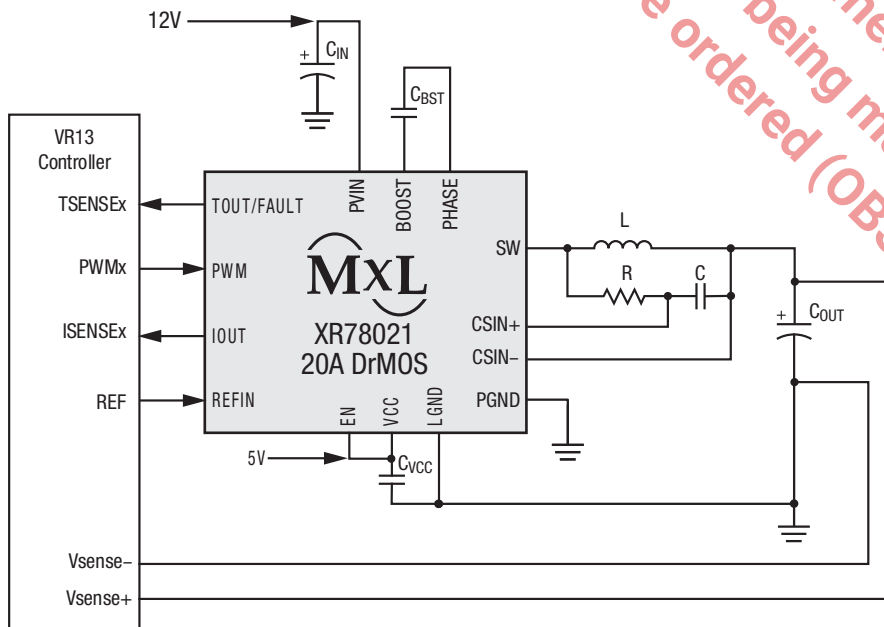 12V
CIN
+
CBST
VR13
Controller
TSENSEx
PWMx
ISENSEx
REF
Vsense–
Vsense+
TOUT/FAULT
PWM
IOUT
REFIN
PVIN
BOOST
PHASE
MxL
XR78021
20A DrMOS
SW
CSIN+
CSIN–
PGND
EN
VCC
LGND
5V
CVCC
L
R
C
+
COUT
being
ordered (OBS